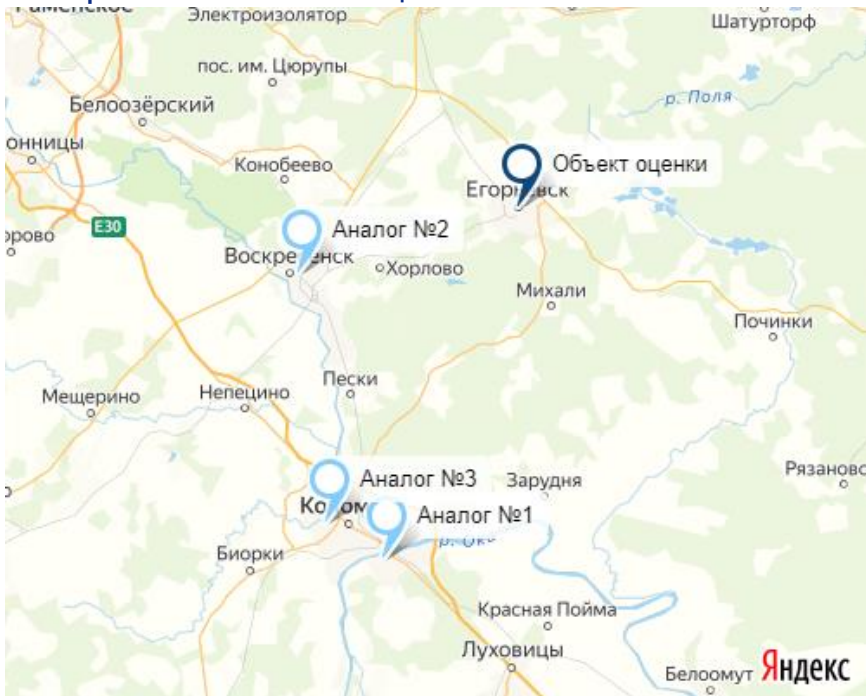 Электроизолятор
Шатурторф
пос. им. Цюрупы
р. Поля
Белоозёрский
онницы
Объект оценки
Конобеево
E30
Аналог №2
Хорлово
Михали
Починки
Пески
Мещерино
Непецино
Рязаново
Аналог №3
Зарудня
Аналог №1
Биорки
Красная Пойма
Луховицы
Белоомут
Яндекс